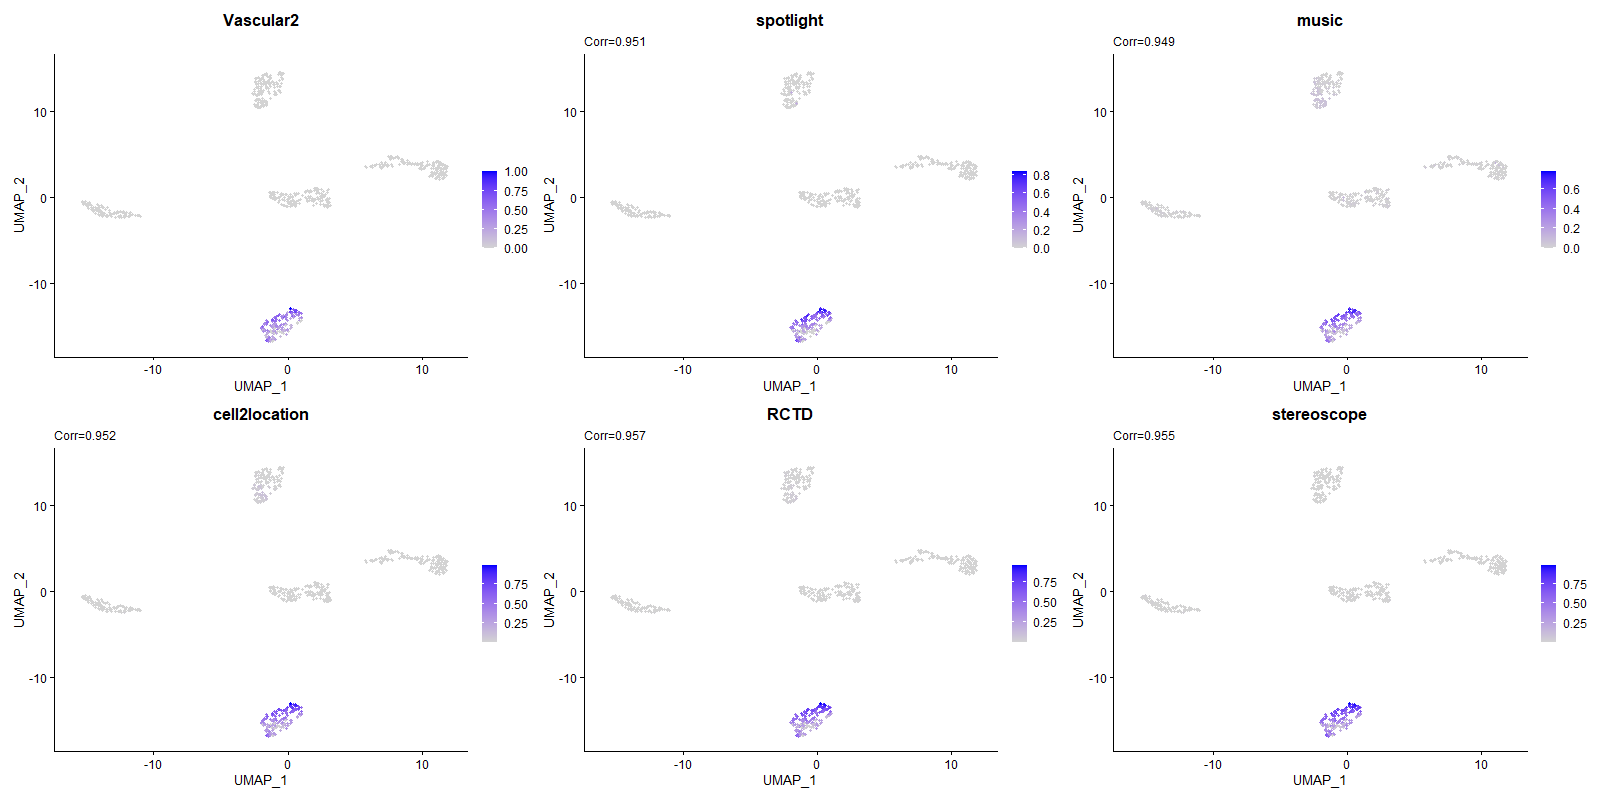 Vascular2
UMAP_2
10
0
-10
-10
0
10
UMAP_1
1.00
0.75
0.50
0.25
0.00
spotlight
Corr=0.951
UMAP_2
10
0
-10
-10
0
10
UMAP_1
0.8
0.6
0.4
0.2
0.0
music
Corr=0.949
UMAP_2
10
0
-10
-10
0
10
UMAP_1
0.6
0.4
0.2
0.0
cell2location
Corr=0.952
UMAP_2
10
0
-10
-10
0
10
UMAP_1
0.75
0.50
0.25
RCTD
Corr=0.957
UMAP_2
10
0
-10
-10
0
10
UMAP_1
0.75
0.50
0.25
stereoscope
Corr=0.955
UMAP_2
10
0
-10
-10
0
10
UMAP_1
0.75
0.50
0.25